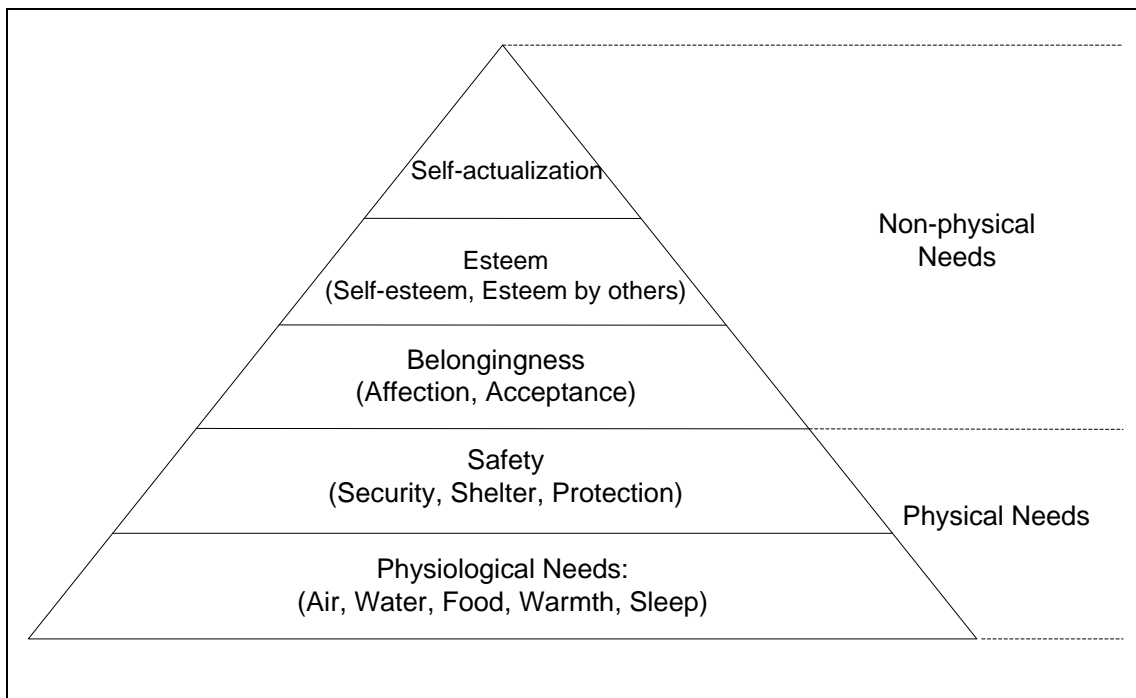 Self-actualization
Esteem
(Self-esteem, Esteem by others)
Belongingness
(Affection, Acceptance)
Safety
(Security, Shelter, Protection)
Physiological Needs:
(Air, Water, Food, Warmth, Sleep)
Non-physical
Needs
Physical Needs